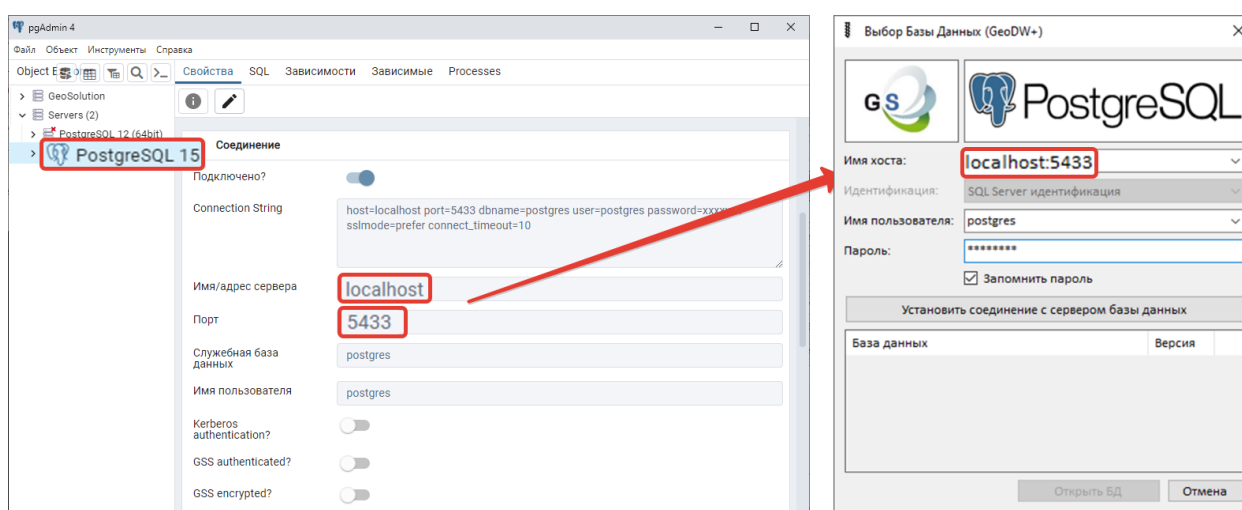 pgAdmin 4
Файл Объект Инструменты Справка
Object E
Свойства SQL Зависимости Зависимые Processes
GeoSolution
Servers (2)
PostgreSQL 12 (64bit)
PostgreSQL 15
Соединение
Подключено?
Connection String
host=localhost port=5433 dbname=postgres user=postgres
sslmode=prefer connect_timeout=10
Имя/адрес сервера
localhost
Порт
5433
Служебная база
данных
postgres
Имя пользователя
postgres
Kerberos
authentication?
GSS authenticated?
GSS encrypted?
Выбор Базы Данных (GeoDW+)
GS
PostgreSQL
Имя хоста:
localhost:5433
Идентификация:
SQL Server идентификация
Имя пользователя:
postgres
Пароль:
********
Запомнить пароль
Установить соединение с сервером базы данных
База данных Версия
Открыть БД Отмена